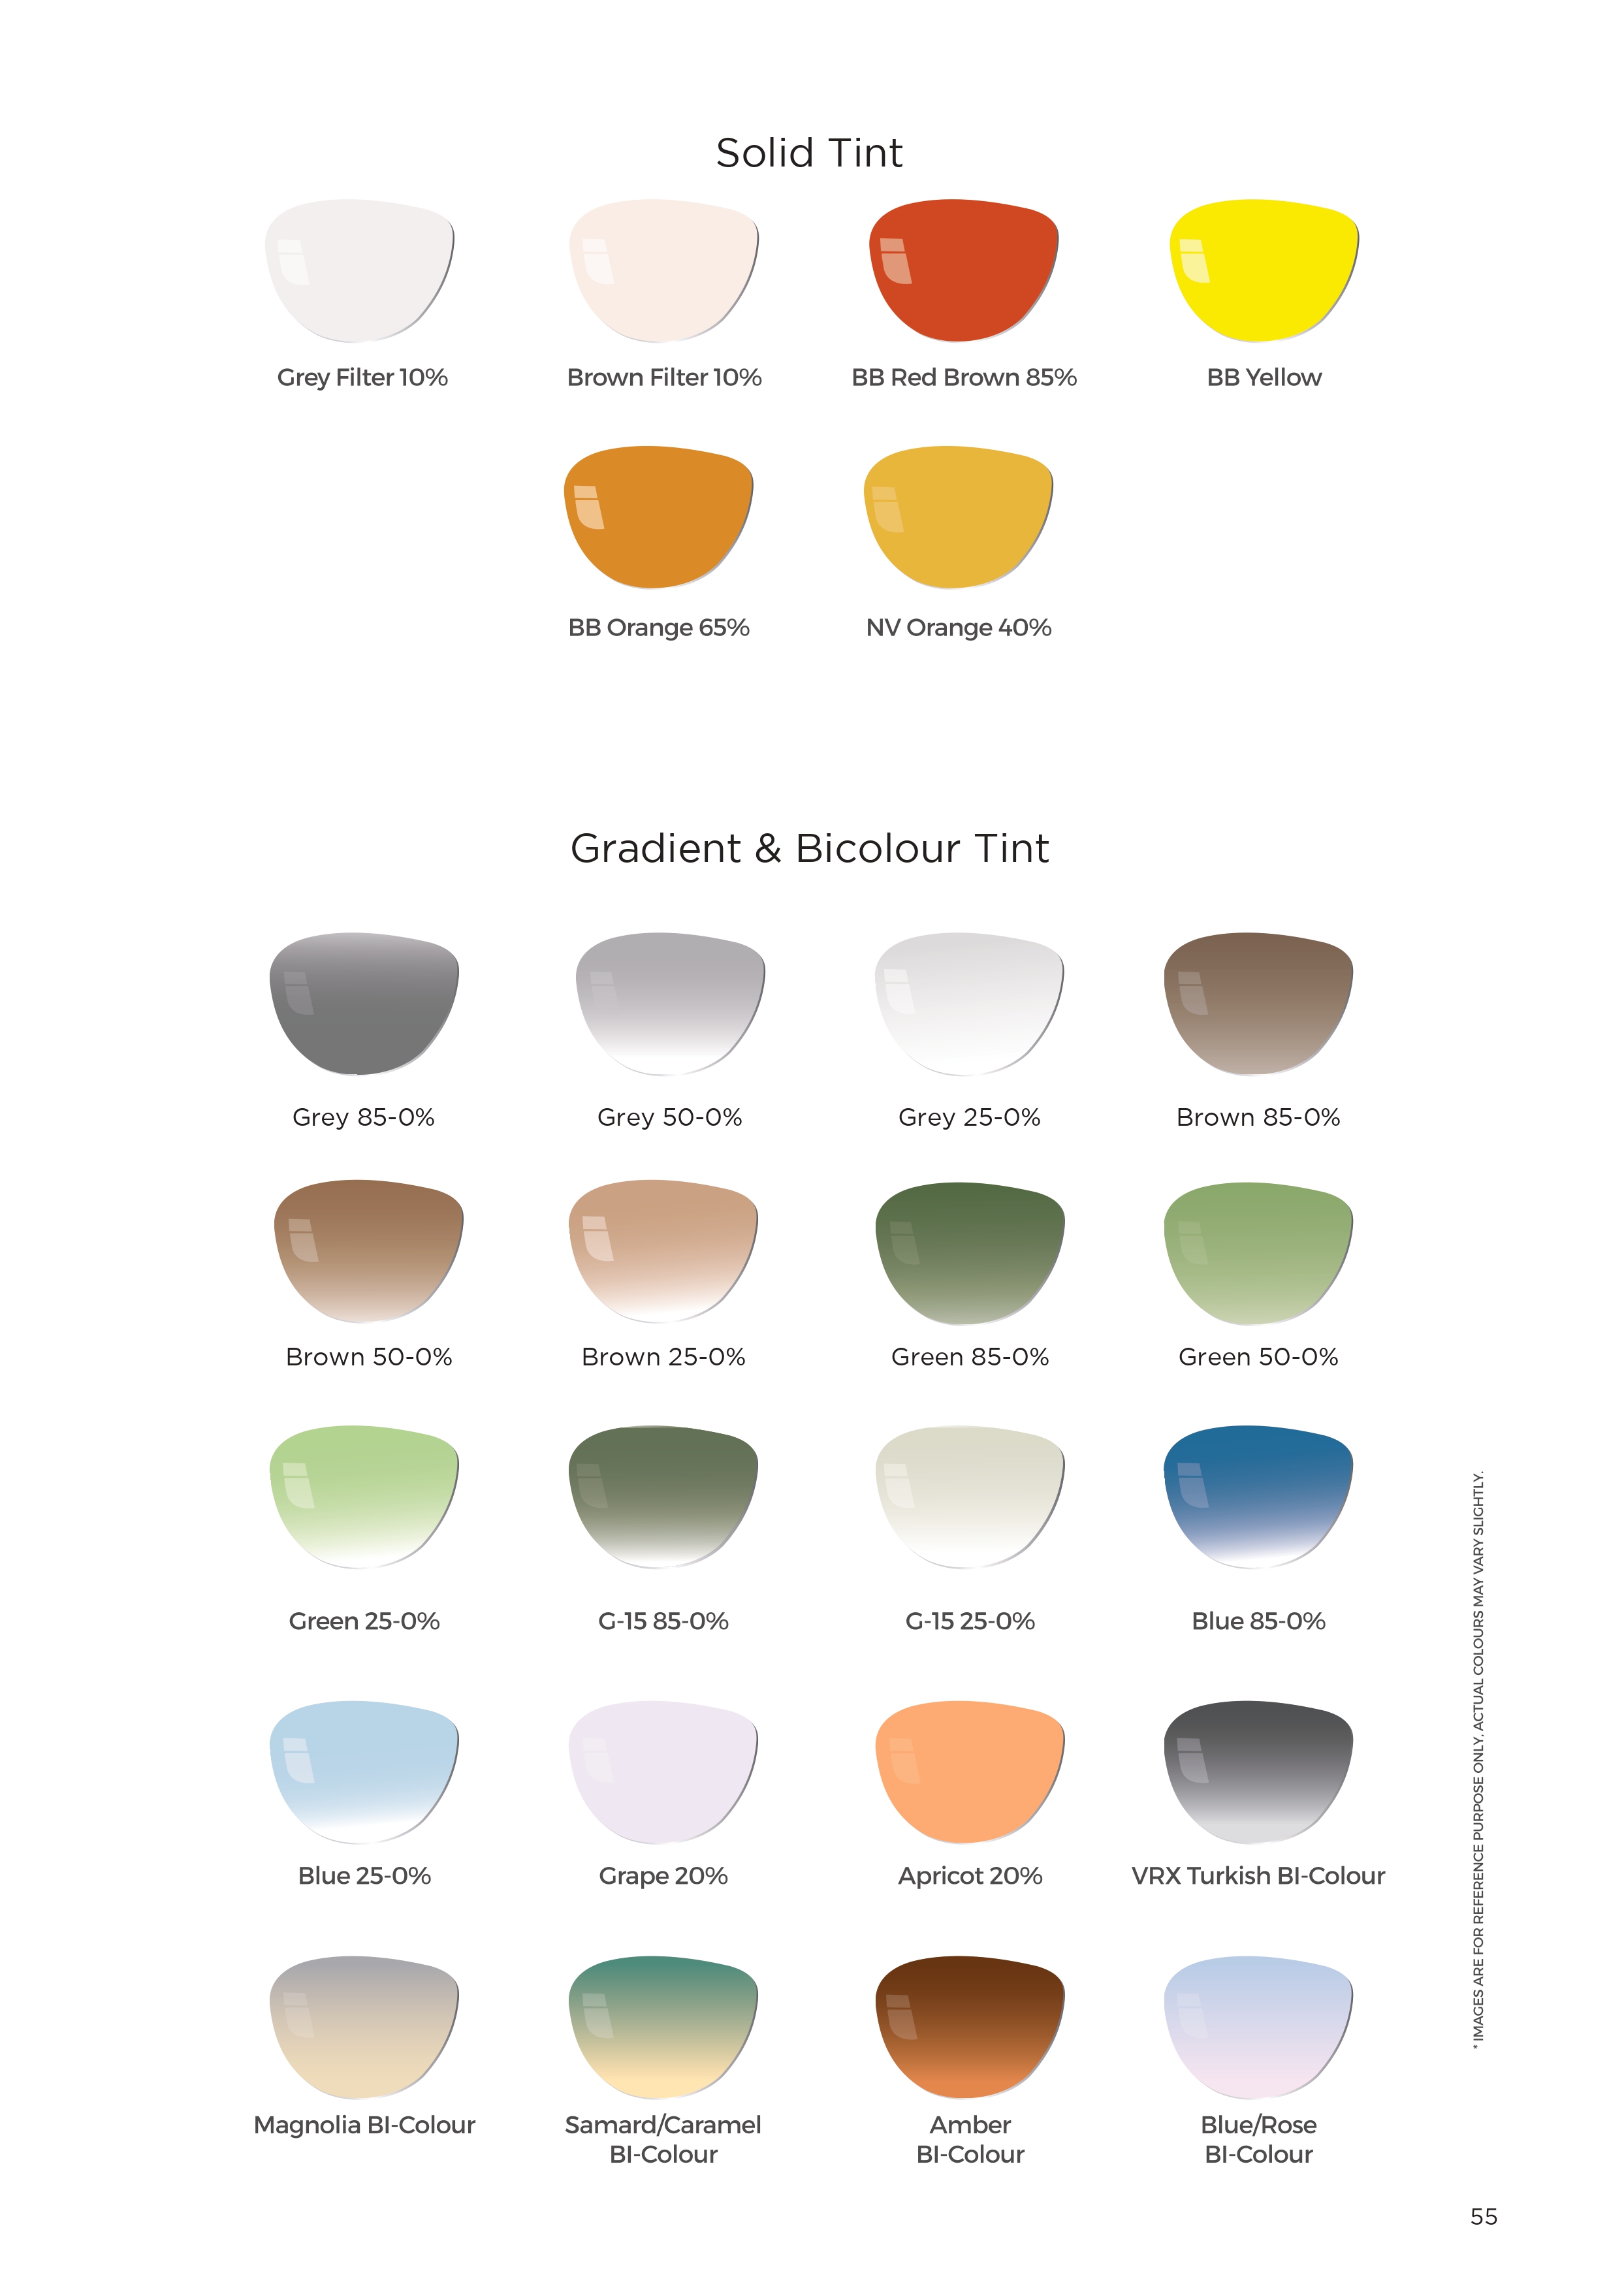 Solid Tint
Grey Filter 10%
Brown Filter 10%
BB Red Brown 85%
BB Yellow
BB Orange 65%
NV Orange 40%
Gradient & Bicolour Tint
Grey 85-0%
Grey 50-0%
Grey 25-0%
Brown 85-0%
Brown 50-0%
Brown 25-0%
Green 85-0%
Green 50-0%
Green 25-0%
G-15 85-0%
G-15 25-0%
Blue 85-0%
Blue 25-0%
Grape 20%
Apricot 20%
VRX Turkish BI-Colour
Magnolia BI-Colour
Samard/Caramel
BI-Colour
Amber
BI-Colour
Blue/Rose
BI-Colour
* IMAGES ARE FOR REFERENCE PURPOSE ONLY, ACTUAL COLOURS MAY VARY SLIGHTLY.
55